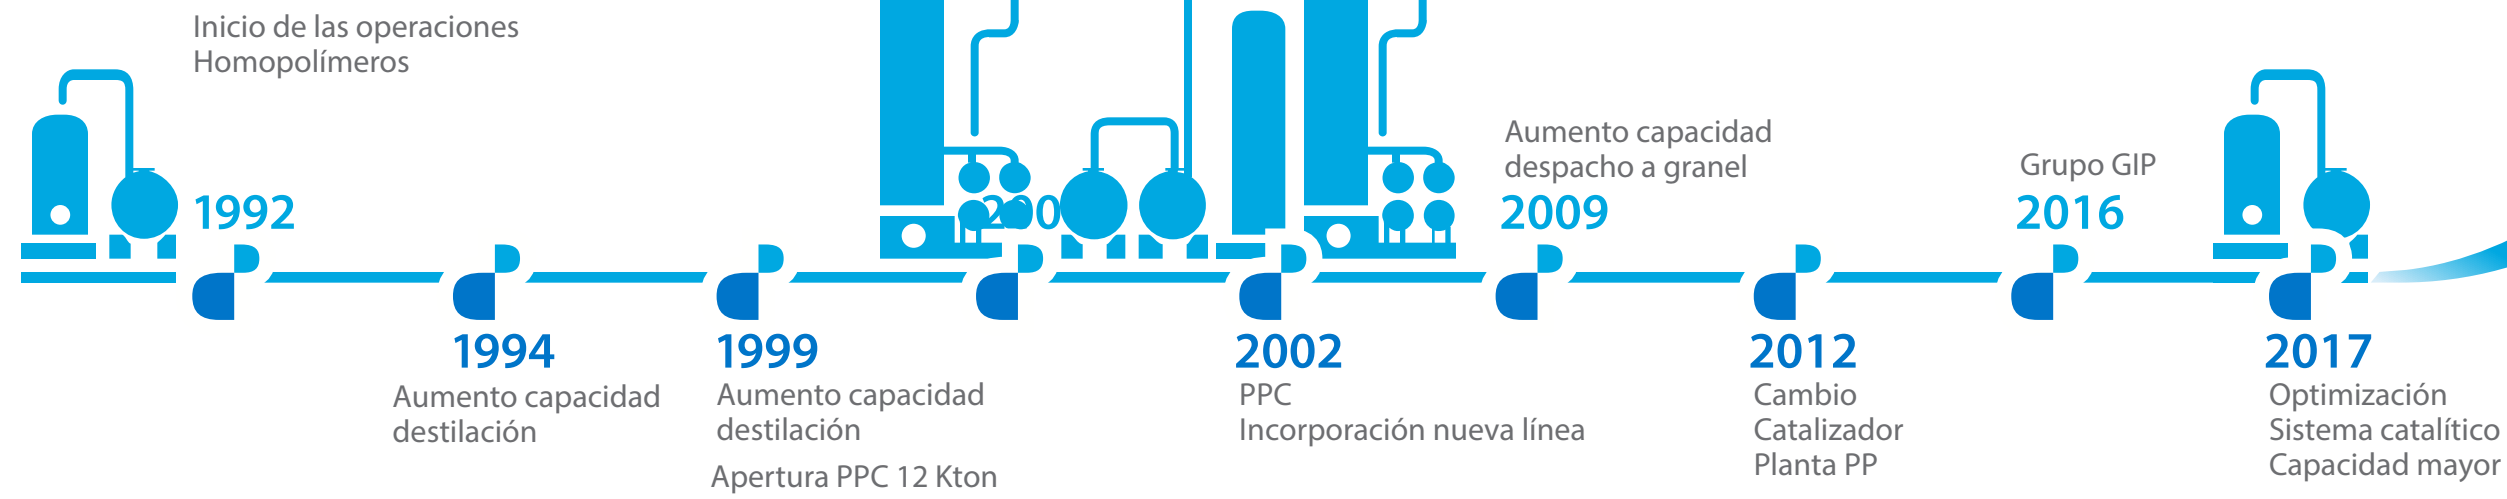 Inicio de las operaciones
Homopolímeros
1992
1994
Aumento capacidad
destilación
1999
Aumento capacidad
destilación
Apertura PPC 12 Kton
2002
PPC
Incorporación nueva línea
Aumento capacidad
despacho a granel
2009
2012
Cambio
Catalizador
Planta PP
Grupo GIP
2016
2017
Optimización
Sistema catalítico
Capacidad mayor